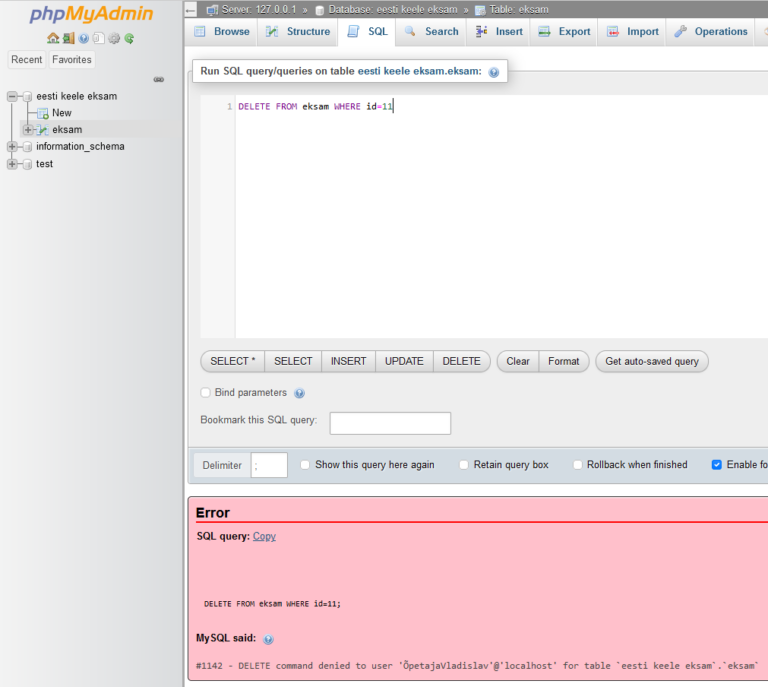 phpMyAdmin
Recent Favorites
eesti keele eksam
New
eksam
information_schema
test
Server: 127.0.0.1 » Database: eesti keele eksam » Table: eksam
Browse Structure SQL Search Insert Export Import Operations
Run SQL query/queries on table eesti keele eksam.eksam:
1 DELETE FROM eksam WHERE id=11
SELECT * SELECT INSERT UPDATE DELETE Clear Format Get auto-saved query
Bind parameters
Bookmark this SQL query:
Delimiter ; Show this query here again Retain query box Rollback when finished Enable fo
Error
SQL query: Copy
DELETE FROM eksam WHERE id=11;
MySQL said:
#1142 - DELETE command denied to user 'ÕpetajaVladislav'@'localhost' for table `eesti keele eksam`.`eksam`